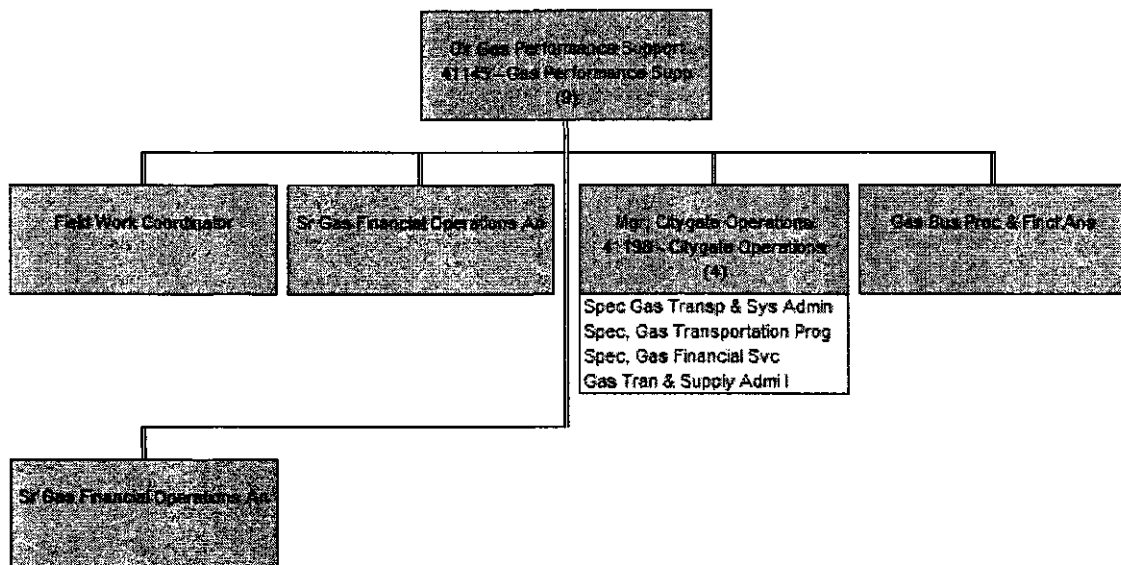 Dir Gas Performance Support
41145 - Gas Performance Supp
(9)
Field Work Coordinator
Sr Gas Financial Operations An
Mgr, Citygate Operations
41198 - Citygate Operations
(4)
Gas Bus Proc & Fincl Ans
Spec Gas Transp & Sys Admin
Spec, Gas Transportation Prog
Spec, Gas Financial Svc
Gas Tran & Supply Admi I
Sr Gas Financial Operations An